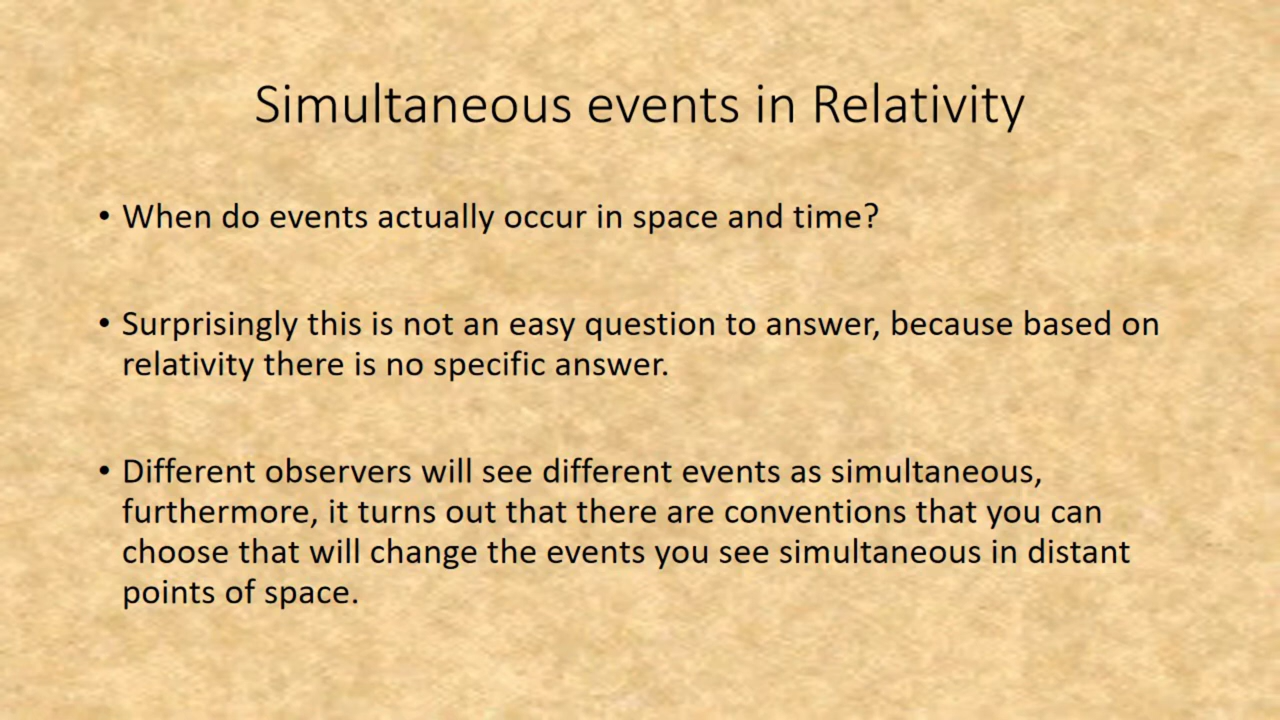 Simultaneous events in Relativity
• When do events actually occur in space and time?
• Surprisingly this is not an easy question to answer, because based on
relativity there is no specific answer.
• Different observers will see different events as simultaneous,
furthermore, it turns out that there are conventions that you can
choose that will change the events you see simultaneous in distant
points of space.